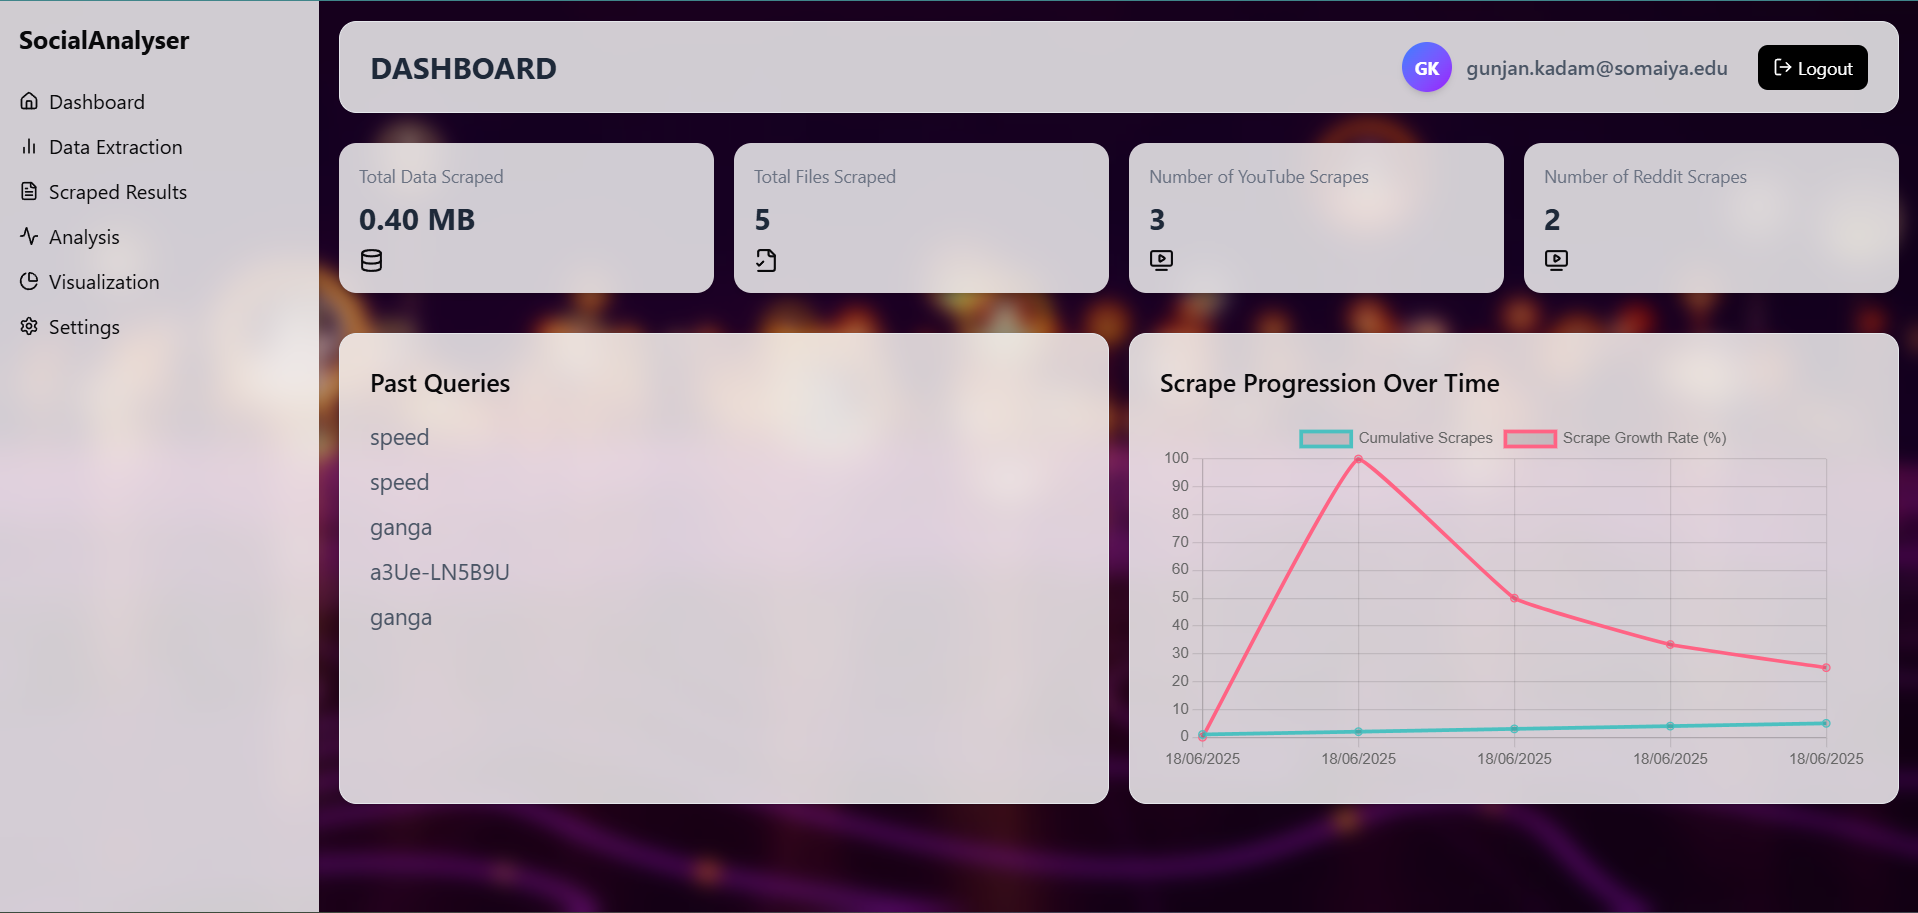 SocialAnalyser
Dashboard
Data Extraction
Scraped Results
Analysis
Visualization
Settings
DASHBOARD
GK
gunjan.kadam@somaiya.edu
Logout
Total Data Scraped
0.40 MB
Total Files Scraped
5
Number of YouTube Scrapes
3
Number of Reddit Scrapes
2
Past Queries
speed
speed
ganga
a3Ue-LN5B9U
ganga
Scrape Progression Over Time
Cumulative Scrapes Scrape Growth Rate (%)
100
90
80
70
60
50
40
30
20
10
0
18/06/2025 18/06/2025 18/06/2025 18/06/2025 18/06/2025